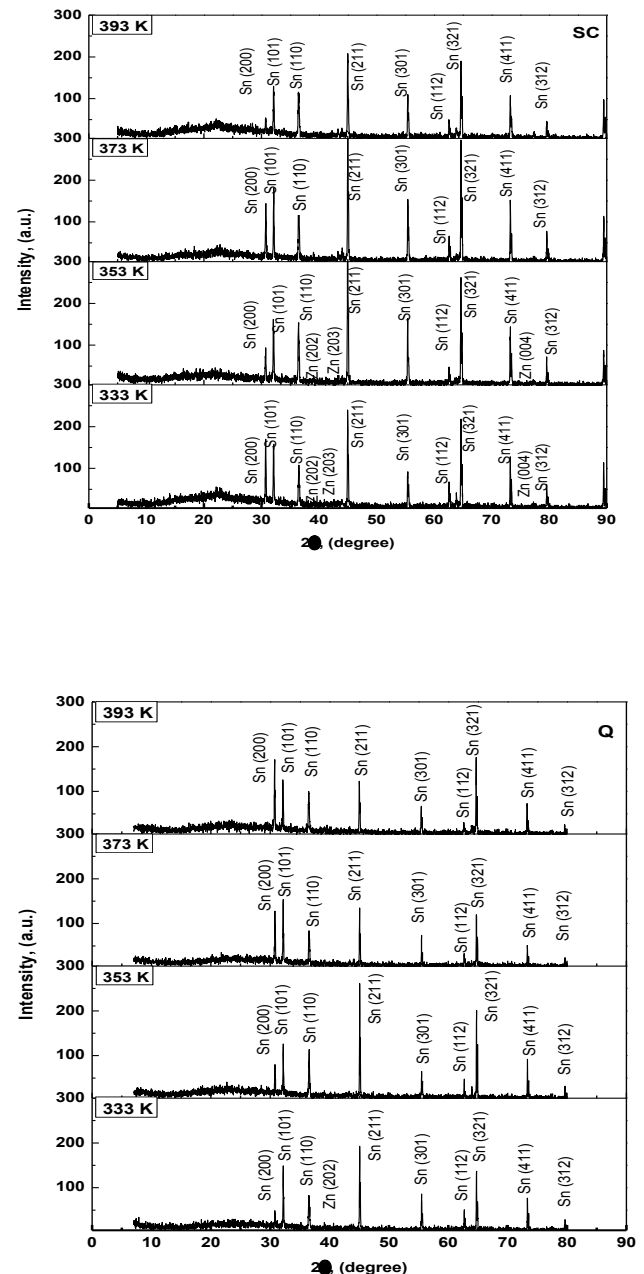 300
393 K
SC
Sn (200)
Sn (101)
Sn (110)
Sn (211)
Sn (301)
Sn (112)
Sn (321)
Sn (411)
Sn (312)
200
100
300
373 K
Sn (200)
Sn (101)
Sn (110)
Sn (211)
Sn (301)
Sn (112)
Sn (321)
Sn (411)
Sn (312)
200
100
300
353 K
Sn (200)
Sn (101)
Sn (110)
Zn (202)
Zn (203)
Sn (211)
Sn (301)
Sn (112)
Sn (321)
Sn (411)
Zn (004)
Sn (312)
200
100
300
333 K
Sn (200)
Sn (101)
Sn (110)
Zn (202)
Zn (203)
Sn (211)
Sn (301)
Sn (112)
Sn (321)
Sn (411)
Zn (004)
Sn (312)
200
100
Intensity, (a.u.)
0 10 20 30 40 50 60 70 80 90
, (degree)
300
393 K
Q
Sn (200)
Sn (101)
Sn (110)
Sn (211)
Sn (301)
Sn (112)
Sn (321)
Sn (411)
Sn (312)
200
100
300
373 K
Sn (200)
Sn (101)
Sn (110)
Sn (211)
Sn (301)
Sn (112)
Sn (321)
Sn (411)
Sn (312)
200
100
300
353 K
Sn (200)
Sn (101)
Sn (110)
Sn (211)
Sn (301)
Sn (112)
Sn (321)
Sn (411)
Sn (312)
200
100
300
333 K
Sn (200)
Sn (101)
Sn (110)
Zn (202)
Sn (211)
Sn (301)
Sn (112)
Sn (321)
Sn (411)
Sn (312)
200
100
Intensity, (a.u.)
0 10 20 30 40 50 60 70 80 90
, (degree)